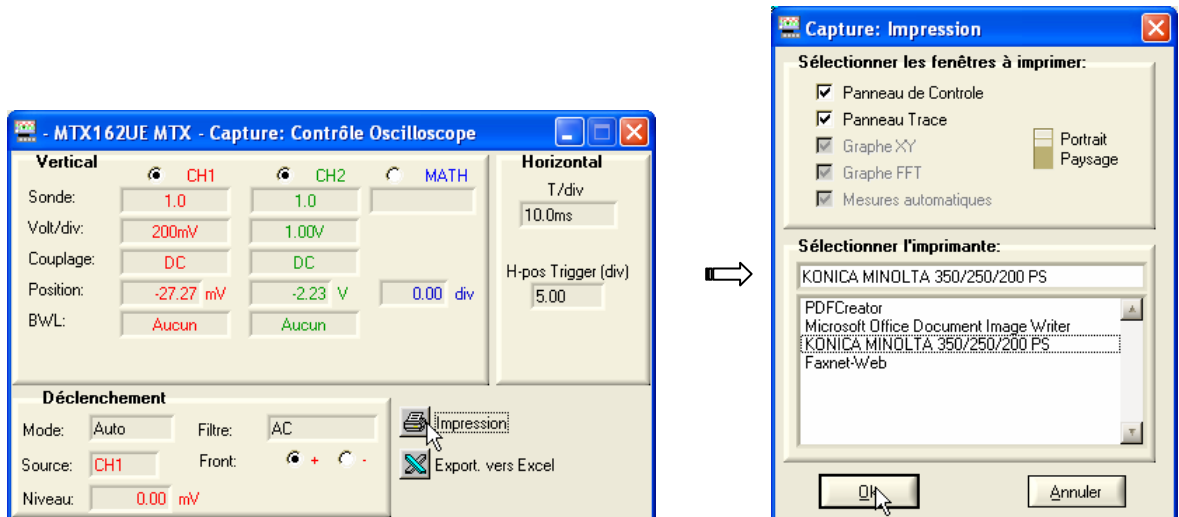 - MTX162UE MTX - Capture: Contrôle Oscilloscope
Vertical
CH1 CH2 MATH
Sonde: 1.0 1.0
Volt/div: 200mV 1.00V
Couplage: DC DC
Position: -27.27 mV -2.23 V 0.00 div
BWL: Aucun Aucun
Horizontal
T/div
10.0ms
H-pos Trigger (div)
5.00
Déclenchement
Mode: Auto Filtre: AC
Source: CH1 Front: + -
Niveau: 0.00 mV
Impression
Export. vers Excel
Capture: Impression
Sélectionner les fenêtres à imprimer:
Panneau de Controle
Panneau Trace
Graphe XY
Graphe FFT
Mesures automatiques
Portrait
Paysage
Sélectionner l'imprimante:
KONICA MINOLTA 350/250/200 PS
PDFCreator
Microsoft Office Document Image Writer
KONICA MINOLTA 350/250/200 PS
Faxnet-Web
Ok
Annuler